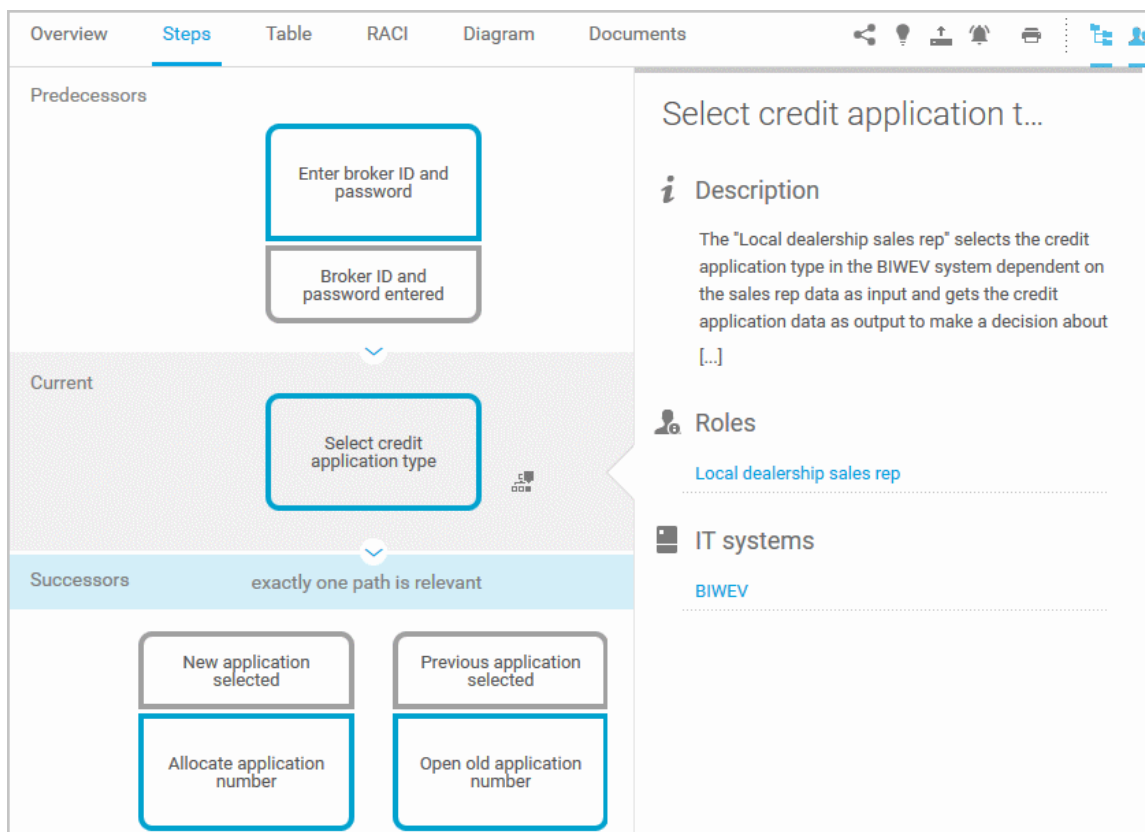 Overview Steps Table RACI Diagram Documents
Predecessors
Enter broker ID and
password
Broker ID and
password entered
Current
Select credit
application type
Successors exactly one path is relevant
New application
selected
Previous application
selected
Allocate application
number
Open old application
number
Select credit application t...
Description
The "Local dealership sales rep" selects the credit
application type in the BIWEV system dependent on
the sales rep data as input and gets the credit
application data as output to make a decision about
[...]
Roles
Local dealership sales rep
IT systems
BIWEV